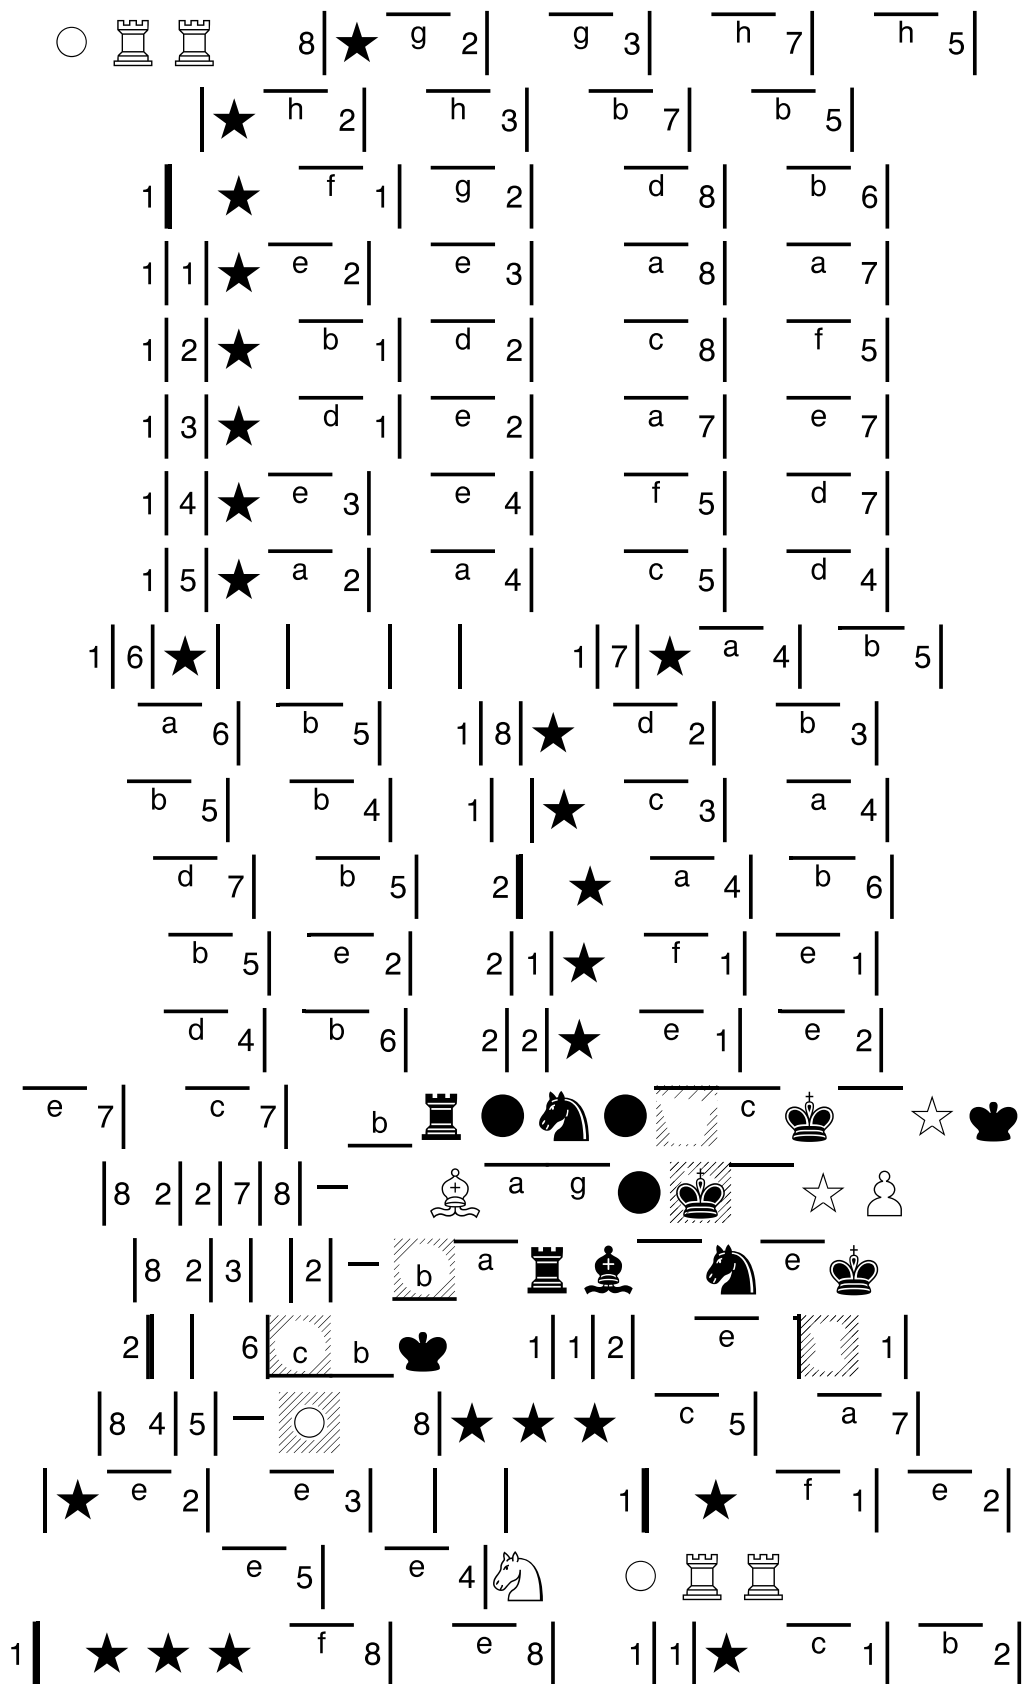 ○ ♖ ♖ 8|★ g 2| g 3| h 7| h 5|
|★ h 2| h 3| b 7| b 5|
1| ★ f 1| g 2| d 8| b 6|
1|1|★ e 2| e 3| a 8| a 7|
1|2|★ b 1| d 2| c 8| f 5|
1|3|★ d 1| e 2| a 7| e 7|
1|4|★ e 3| e 4| f 5| d 7|
1|5|★ a 2| a 4| c 5| d 4|
1|6|★| | | | 1|7|★ a 4| b 5|
a 6| b 5| 1|8|★ d 2| b 3|
b 5| b 4| 1| |★ c 3| a 4|
d 7| b 5| 2| ★ a 4| b 6|
b 5| e 2| 2|1|★ f 1| e 1|
d 4| b 6| 2|2|★ e 1| e 2|
e 7| c 7| b ♜ ● ♞ ● c ♚ ☆
|8 2|2|7|8| — ♗ a g ● ♚ ☆ ♙
|8 2|3| |2| — b a ♜ ♝ ♞ e ♚
2| | 6| c b 1|1|2| e | 1|
|8 4|5| — ○ 8|★ ★ ★ c 5| a 7|
|★ e 2| e 3| | | 1| ★ f 1| e 2|
e 5| e 4|♘ ○ ♖ ♖
1| ★ ★ ★ f 8| e 8| 1|1|★ c 1| b 2|